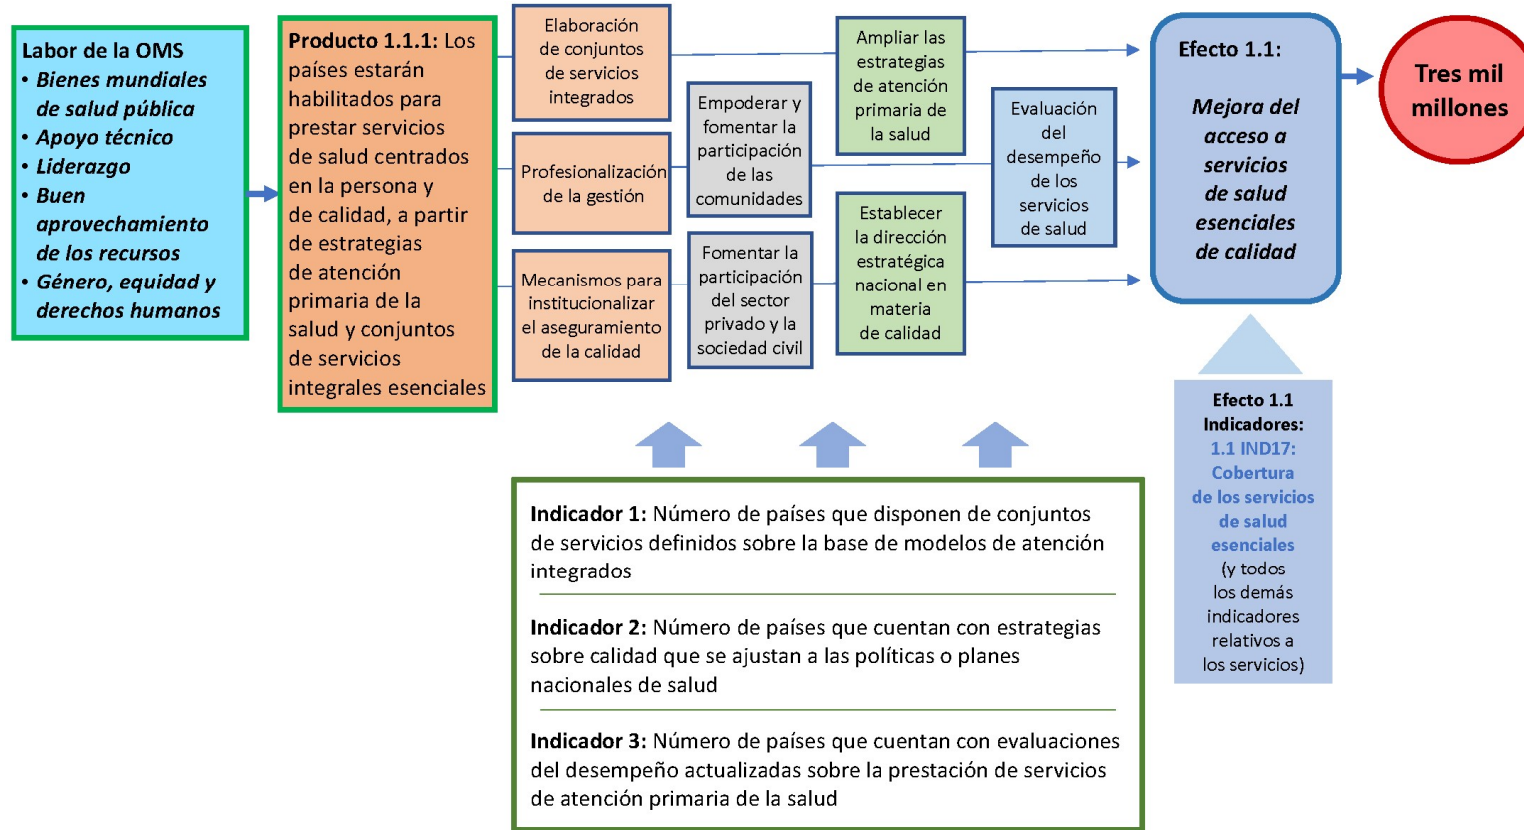 Labor de la OMS
• Bienes mundiales
de salud pública
• Apoyo técnico
• Liderazgo
• Buen
aprovechamiento
de los recursos
• Género, equidad y
derechos humanos
Producto 1.1.1: Los
países estarán
habilitados para
prestar servicios
de salud centrados
en la persona y
de calidad, a partir
de estrategias
de atención
primaria de la
salud y conjuntos
de servicios
integrales esenciales
Elaboración
de conjuntos
de servicios
integrados
Profesionalización
de la gestión
Mecanismos para
institucionalizar
el aseguramiento
de la calidad
Empoderar y
fomentar la
participación
de las
comunidades
Fomentar la
participación
del sector
privado y la
sociedad civil
Ampliar las
estrategias
de atención
primaria de
la salud
Establecer
la dirección
estratégica
nacional en
materia
de calidad
Evaluación
del
desempeño
de los
servicios
de salud
Efecto 1.1:
Mejora del
acceso a
servicios
de salud
esenciales
de calidad
Tres mil
millones
Efecto 1.1
Indicadores:
1.1 IND17:
Cobertura
de los servicios
de salud
esenciales
(y todos
los demás
indicadores
relativos a
los servicios)
Indicador 1: Número de países que disponen de conjuntos
de servicios definidos sobre la base de modelos de atención
integrados
Indicador 2: Número de países que cuentan con estrategias
sobre calidad que se ajustan a las políticas o planes
nacionales de salud
Indicador 3: Número de países que cuentan con evaluaciones
del desempeño actualizadas sobre la prestación de servicios
de atención primaria de la salud